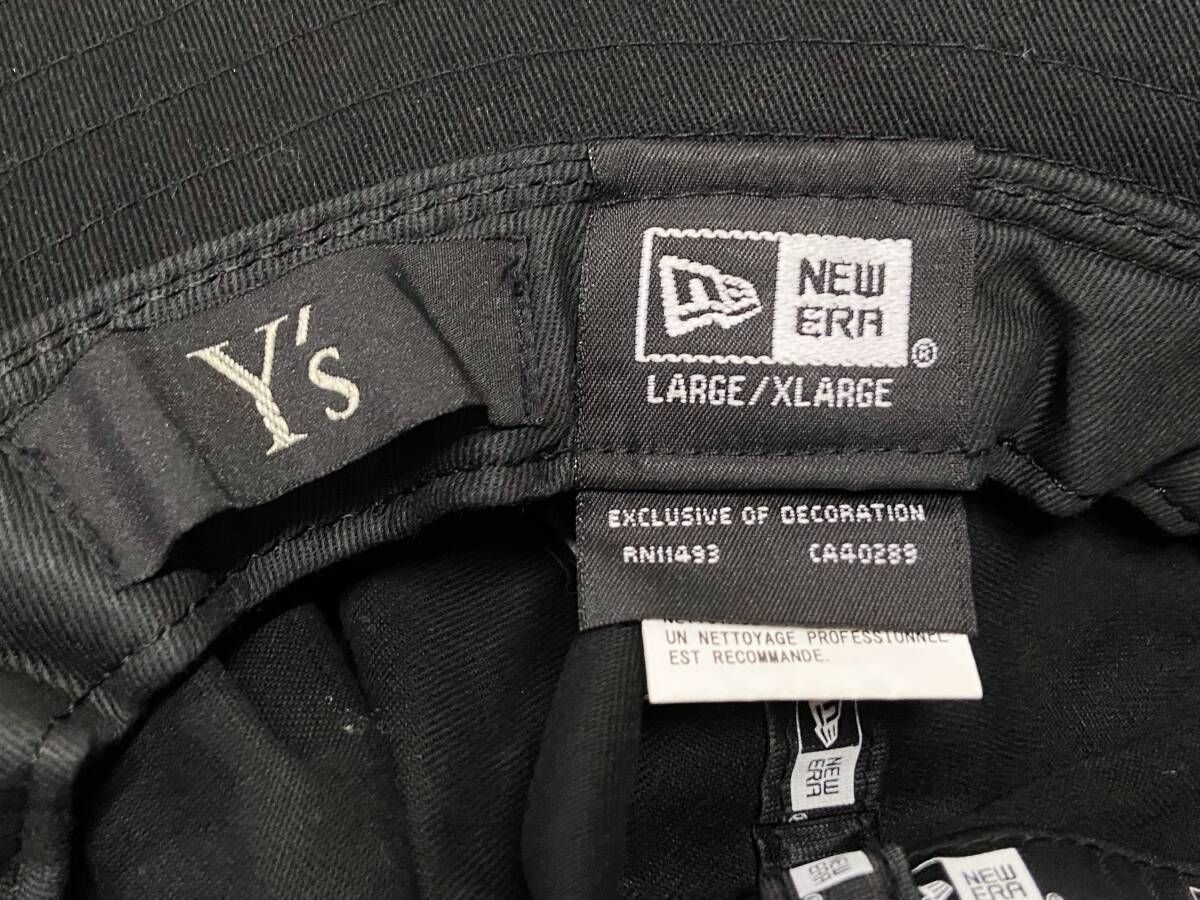 Y's
NEW
ERA
®
LARGE/XLARGE
EXCLUSIVE OF DECORATION
RN11493 CA40289
UN NETTOYAGE PROFESSIONNEL
EST RECOMMANDE.
NEW
ERA
NEW
ERA